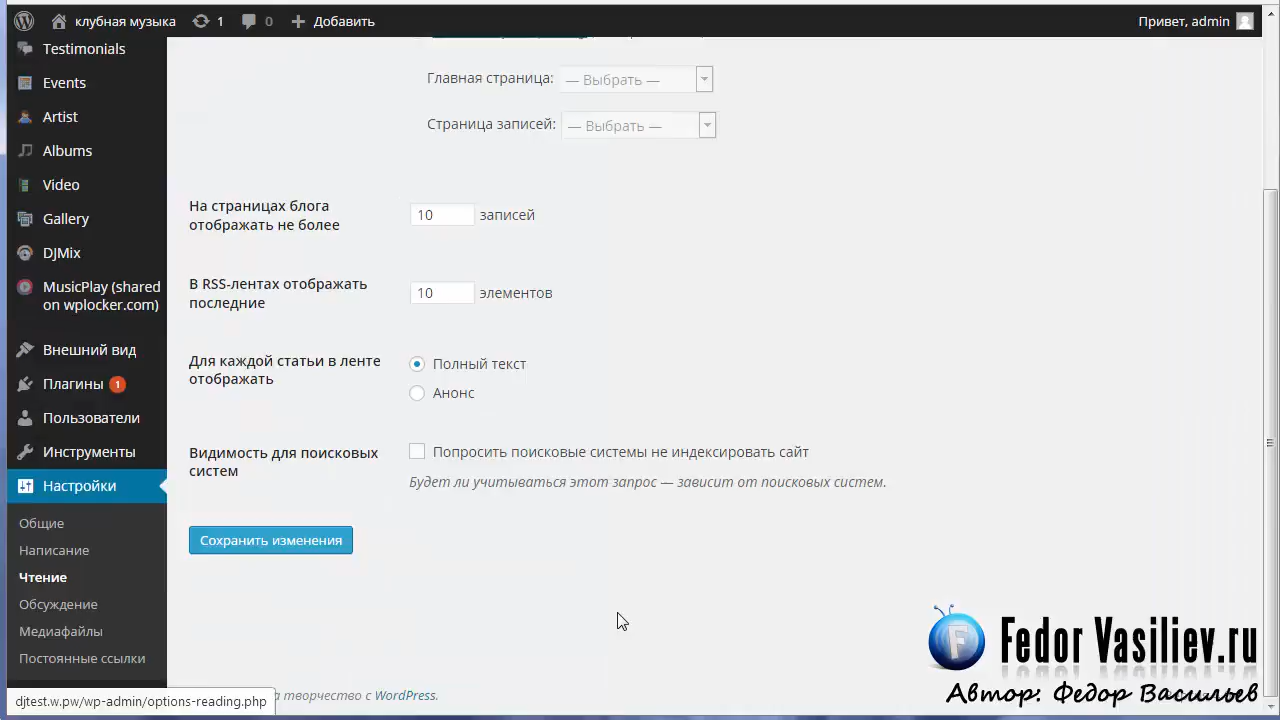 клубная музыка
1
0
Добавить
Привет, admin
Testimonials
Events
Artist
Albums
Video
Gallery
DJMix
MusicPlay (shared
on wplocker.com)
Внешний вид
Плагины 1
Пользователи
Инструменты
Настройки
Общие
Написание
Чтение
Обсуждение
Медиафайлы
Постоянные ссылки
Главная страница: — Выбрать —
Страница записей: — Выбрать —
На страницах блога
отображать не более
10 записей
В RSS-лентах отображать
последние
10 элементов
Для каждой статьи в ленте
отображать
Полный текст
Анонс
Видимость для поисковых
систем
Попросить поисковые системы не индексировать сайт
Будет ли учитываться этот запрос — зависит от поисковых систем.
Сохранить изменения
djtest.w.pw/wp-admin/options-reading.php
творчество с WordPress.
Fedor Vasiliev.ru
Автор: Федор Васильев